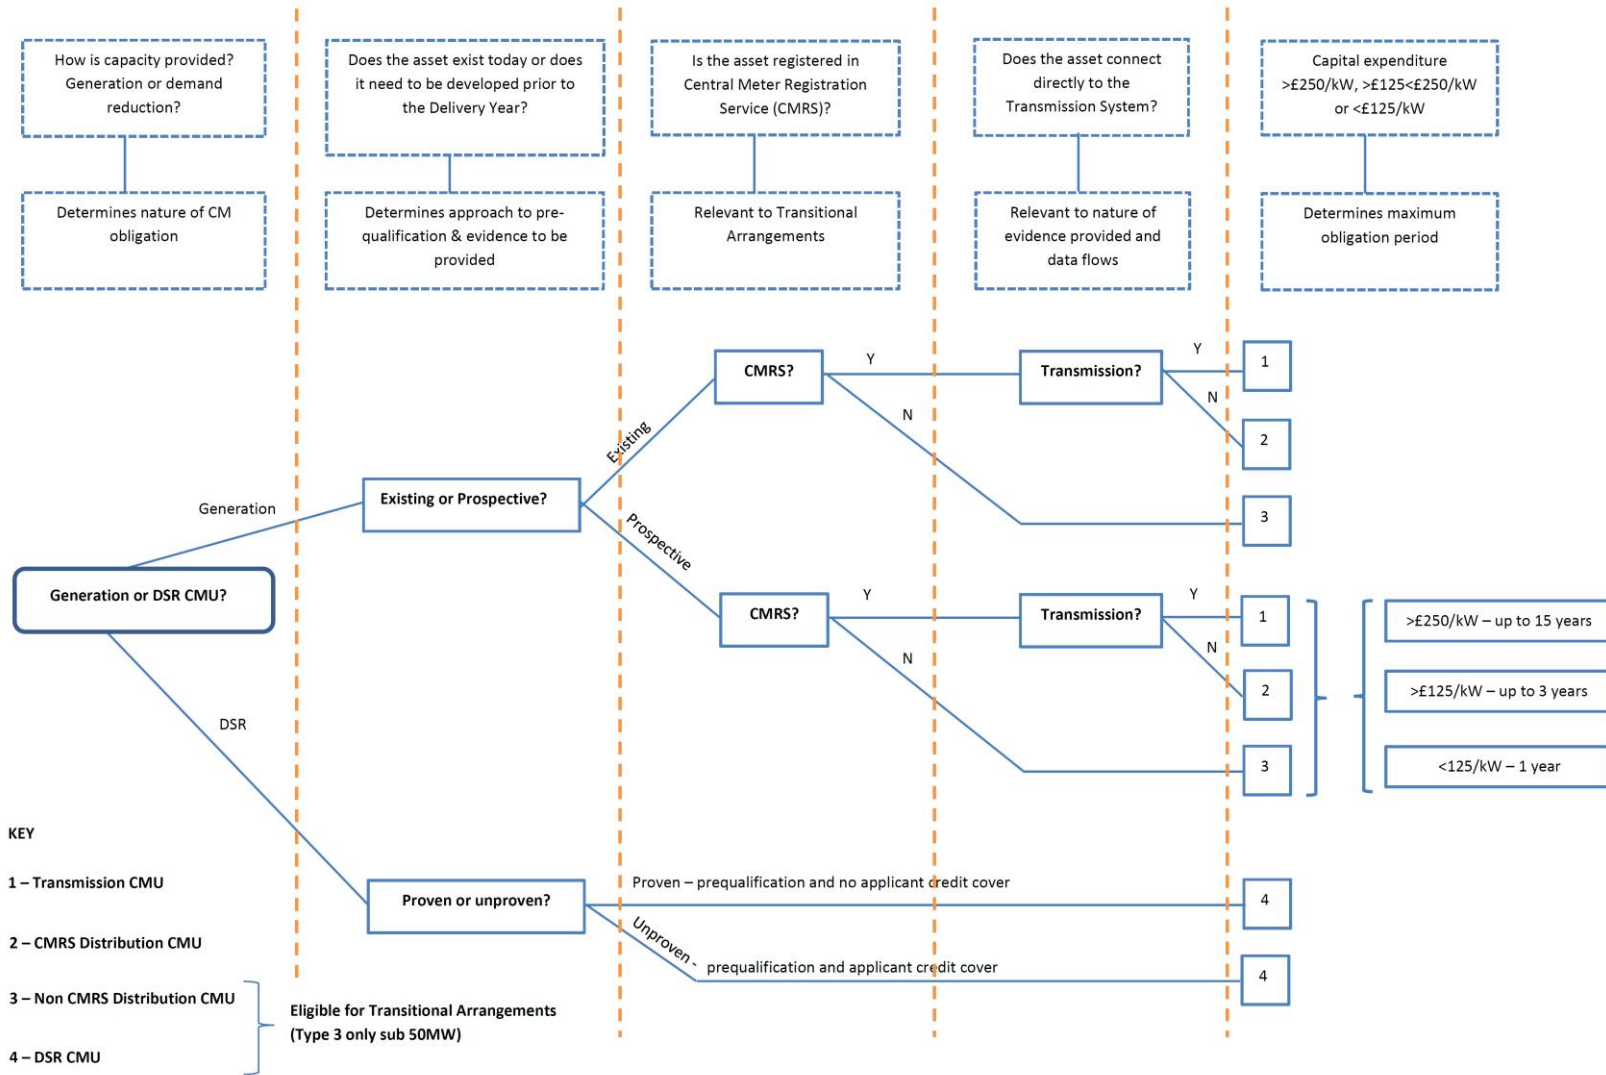 How is capacity provided?
Generation or demand
reduction?
Does the asset exist today or does
it need to be developed prior to
the Delivery Year?
Is the asset registered in
Central Meter Registration
Service (CMRS)?
Does the asset connect
directly to the
Transmission System?
Capital expenditure
>£250/kW, >£125<£250/kW
or <£125/kW
Determines nature of CM
obligation
Determines approach to pre-
qualification & evidence to be
provided
Relevant to Transitional
Arrangements
Relevant to nature of
evidence provided and
data flows
Determines maximum
obligation period
CMRS?
Y
Transmission?
Y
1
N
N
2
Existing
Existing or Prospective?
Generation
3
Prospective
Generation or DSR CMU?
CMRS?
Y
Transmission?
Y
1
>£250/kW – up to 15 years
N
N
2
>£125/kW – up to 3 years
DSR
3
<125/kW – 1 year
KEY
1 – Transmission CMU
2 – CMRS Distribution CMU
3 – Non CMRS Distribution CMU
4 – DSR CMU
Eligible for Transitional Arrangements
(Type 3 only sub 50MW)
Proven or unproven?
Proven – prequalification and no applicant credit cover
4
Unproven - prequalification and applicant credit cover
4